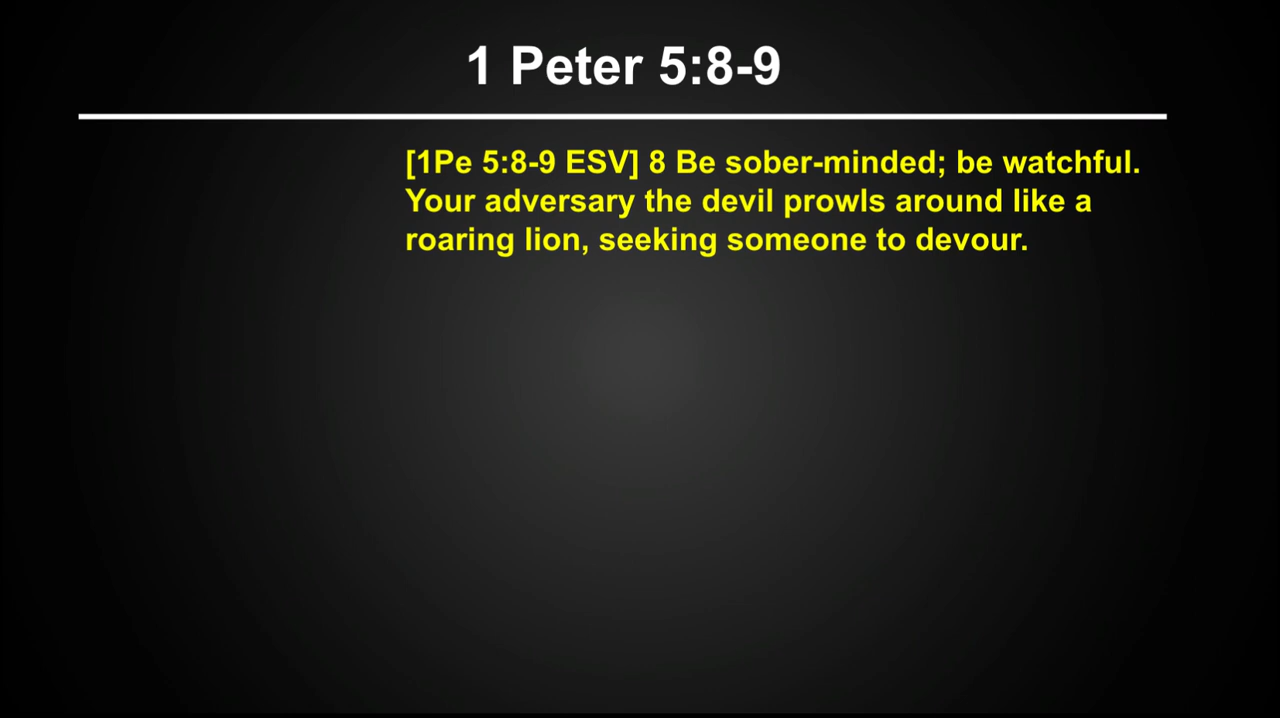 1 Peter 5:8-9
[1Pe 5:8-9 ESV] 8 Be sober-minded; be watchful.
Your adversary the devil prowls around like a
roaring lion, seeking someone to devour.